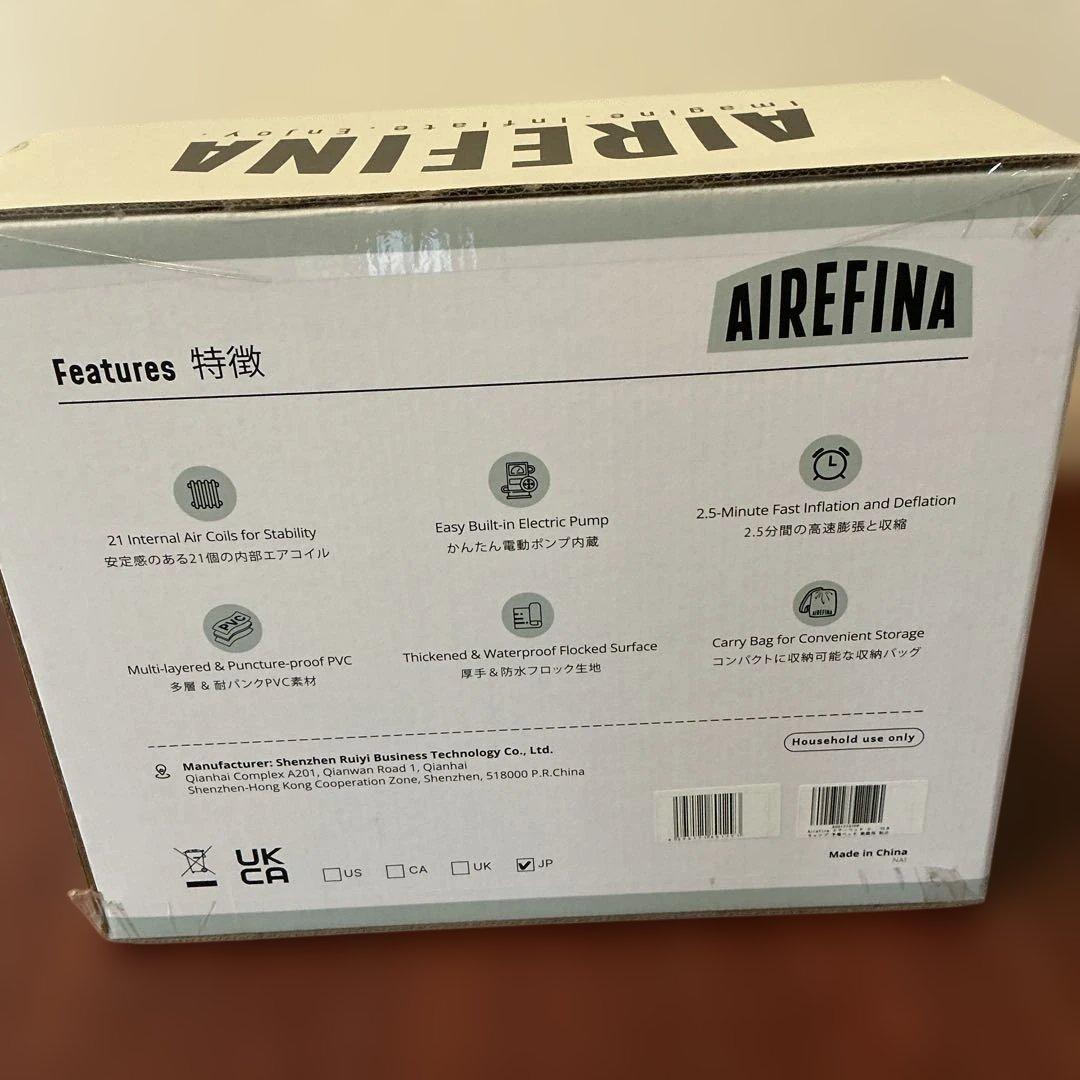 AIREFINA
Imagine.Inflate.Enjoy.
AIREFINA
Features 特徴
21 Internal Air Coils for Stability
安定感のある21個の内部エアコイル
Easy Built-in Electric Pump
かんたん電動ポンプ内蔵
2.5-Minute Fast Inflation and Deflation
2.5分間の高速膨張と収縮
PVC
Multi-layered & Puncture-proof PVC
多層 & 耐パンクPVC素材
Thickened & Waterproof Flocked Surface
厚手&防水フロック生地
AIREFINA
Carry Bag for Convenient Storage
コンパクトに収納可能な収納バッグ
Household use only
Manufacturer: Shenzhen Ruiyi Business Technology Co., Ltd.
Qianhai Complex A201, Qianwan Road 1, Qianhai
Shenzhen-Hong Kong Cooperation Zone, Shenzhen, 518000 P.R.China
Made in China
NA1
UK
CA
US
CA
UK
JP